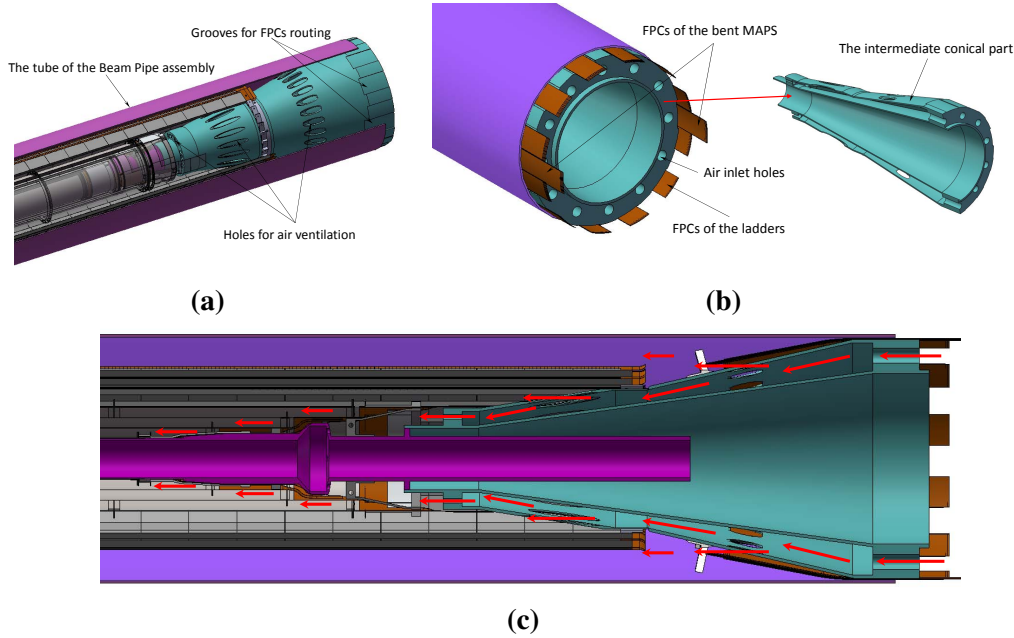 Grooves for FPCs routing
The tube of the Beam Pipe assembly
Holes for air ventilation
(a)
FPCs of the bent MAPS
The intermediate conical part
Air inlet holes
FPCs of the ladders
(b)
(c)